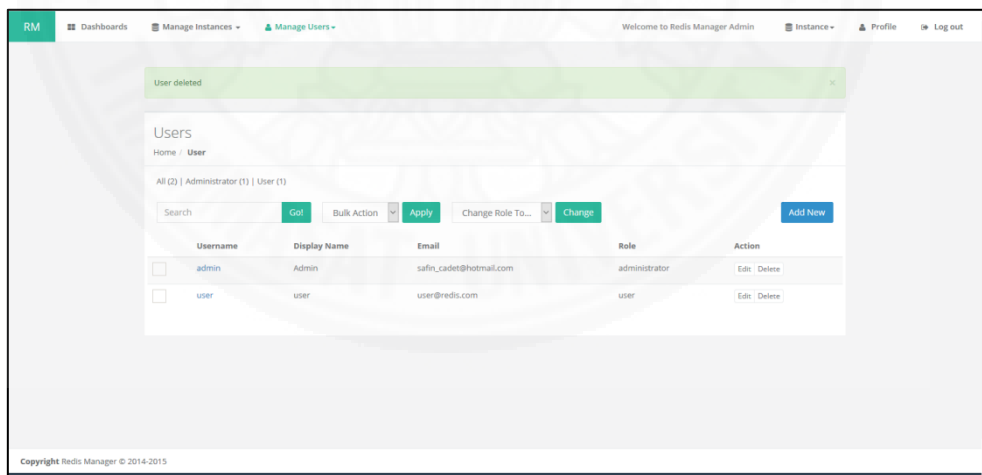 RM Dashboards Manage Instances Manage Users Welcome to Redis Manager Admin Instance Profile Log out
User deleted ×
Users
Home / User
All (2) | Administrator (1) | User (1)
Search Go! Bulk Action Apply Change Role To... Change Add New
Username Display Name Email Role Action
admin Admin safin_cadet@hotmail.com administrator Edit Delete
user user user@redis.com user Edit Delete
Copyright Redis Manager © 2014-2015